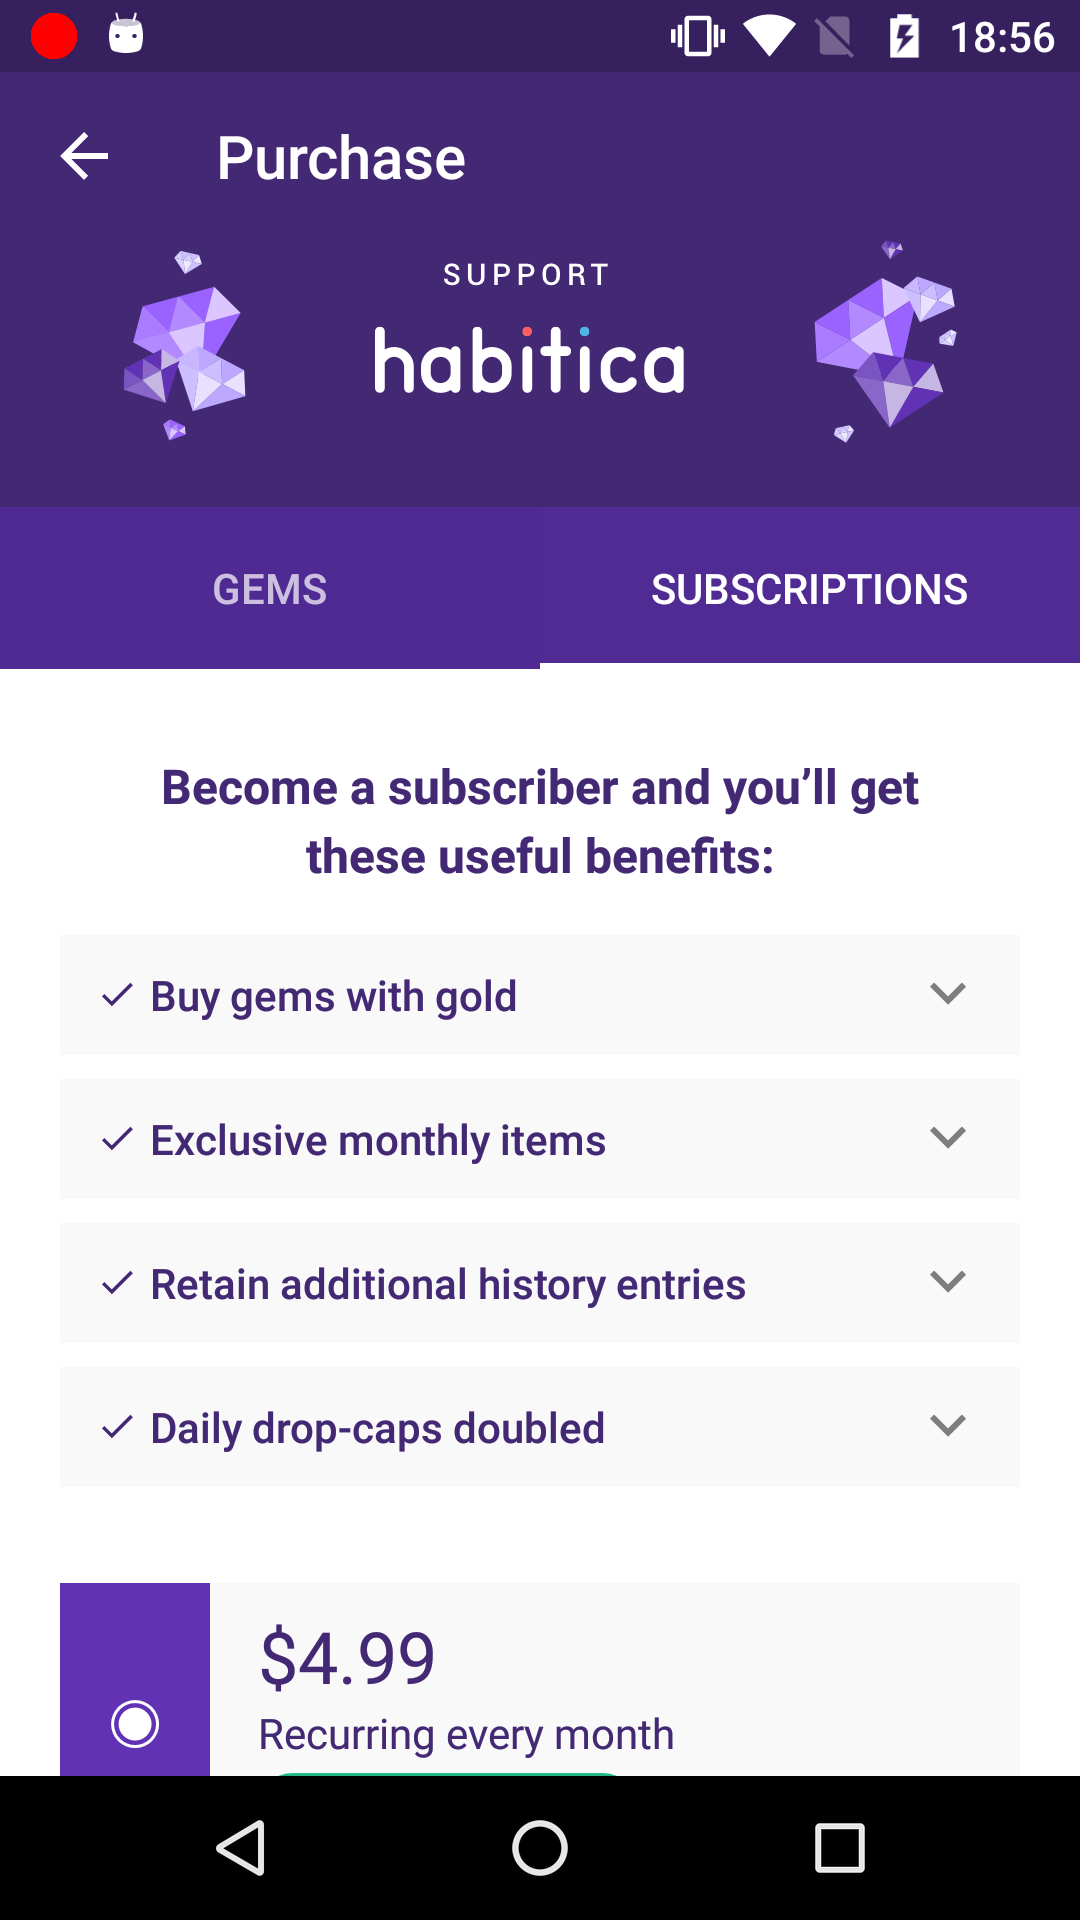 18:56
Purchase
SUPPORT
habitica
GEMS
SUBSCRIPTIONS
Become a subscriber and you’ll get
these useful benefits:
Buy gems with gold
Exclusive monthly items
Retain additional history entries
Daily drop-caps doubled
$4.99
Recurring every month